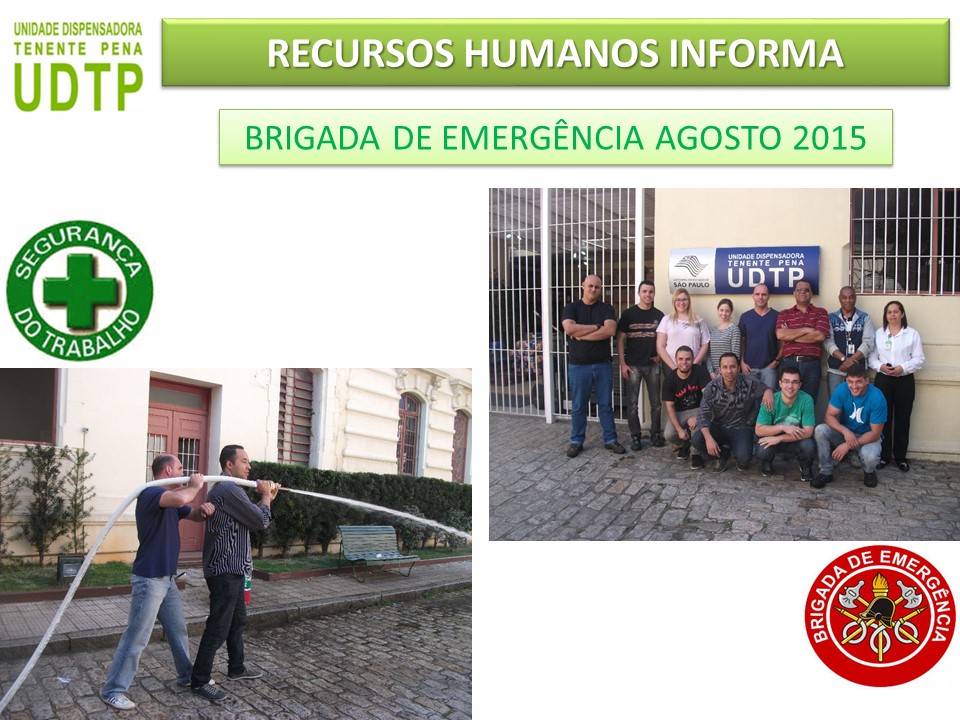 UNIDADE DISPENSADORA
TENENTE PENA
UDTP
RECURSOS HUMANOS INFORMA
BRIGADA DE EMERGÊNCIA AGOSTO 2015
SEGURANÇA
DO TRABALHO
UNIDADE DISPENSADORA
TENENTE PENA
UDTP
SÃO PAULO
BRIGADA DE EMERGÊNCIA